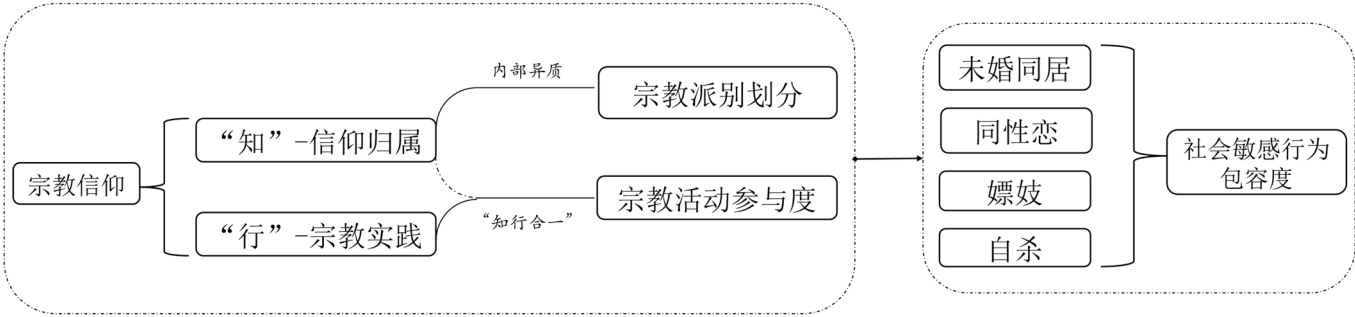 宗教信仰
“知”-信仰归属
“行”-宗教实践
内部异质
“知行合一”
宗教派别划分
宗教活动参与度
未婚同居
同性恋
嫖妓
自杀
社会敏感行为
包容度